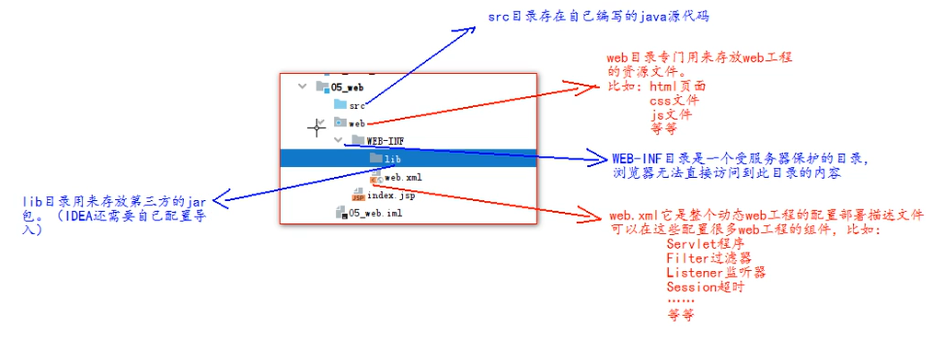 src目录存在自己编写的java源代码
web目录专门用来存放web工程
的资源文件。
比如：html页面
css文件
js文件
等等
05_web
src
web
WEB-INF
lib
web.xml
index.jsp
05_web.iml
WEB-INF目录是一个受服务器保护的目录，
浏览器无法直接访问到此目录的内容
lib目录用来存放第三方的jar
包。（IDEA还需要自己配置导
入）
web.xml它是整个动态web工程的配置部署描述文件
可以在这些配置很多web工程的组件，比如：
Servlet程序
Filter过滤器
Listener监听器
Session超时
……
等等